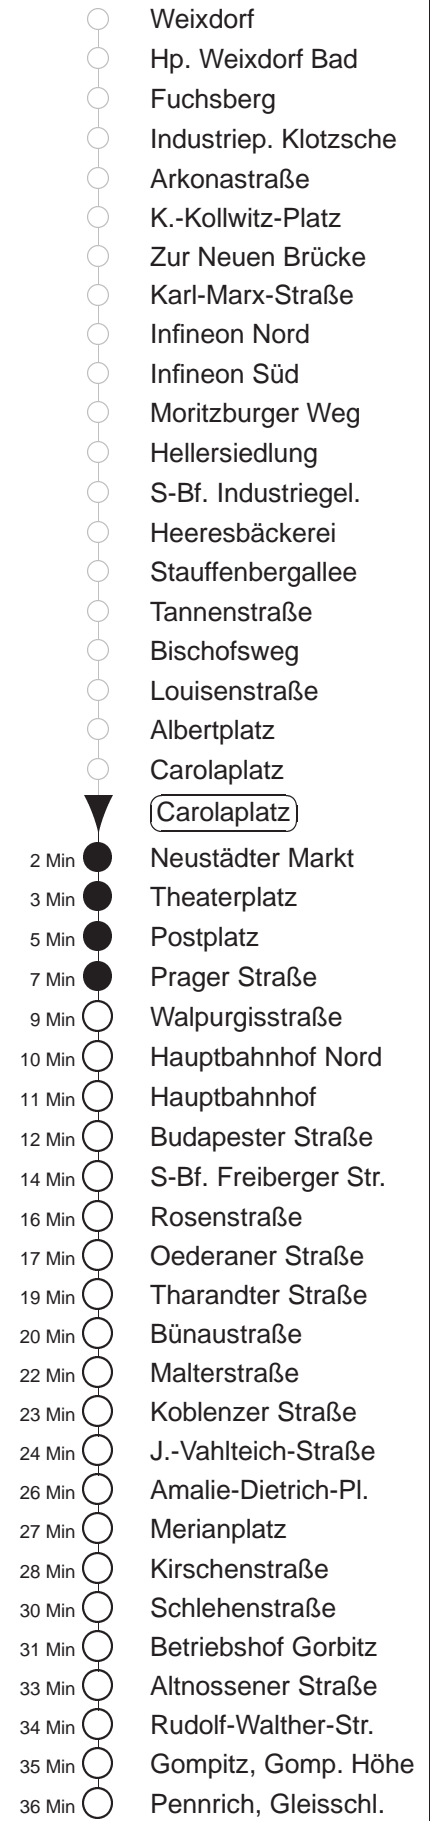 Weixdorf
Hp. Weixdorf Bad
Fuchsberg
Industriep. Klotzsche
Arkonastraße
K.-Kollwitz-Platz
Zur Neuen Brücke
Karl-Marx-Straße
Infineon Nord
Infineon Süd
Moritzburger Weg
Hellersiedlung
S-Bf. Industriegel.
Heeresbäckerei
Stauffenbergallee
Tannenstraße
Bischofsweg
Louisenstraße
Albertplatz
Carolaplatz
Carolaplatz
2 Min Neustädter Markt
3 Min Theaterplatz
5 Min Postplatz
7 Min Prager Straße
9 Min Walpurgisstraße
10 Min Hauptbahnhof Nord
11 Min Hauptbahnhof
12 Min Budapester Straße
14 Min S-Bf. Freiberger Str.
16 Min Rosenstraße
17 Min Oederaner Straße
19 Min Tharandter Straße
20 Min Bünaustraße
22 Min Malterstraße
23 Min Koblenzer Straße
24 Min J.-Vahlteich-Straße
26 Min Amalie-Dietrich-Pl.
27 Min Merianplatz
28 Min Kirschenstraße
30 Min Schlehenstraße
31 Min Betriebshof Gorbitz
33 Min Altnossener Straße
34 Min Rudolf-Walther-Str.
35 Min Gompitz, Gomp. Höhe
36 Min Pennrich, Gleisschl.